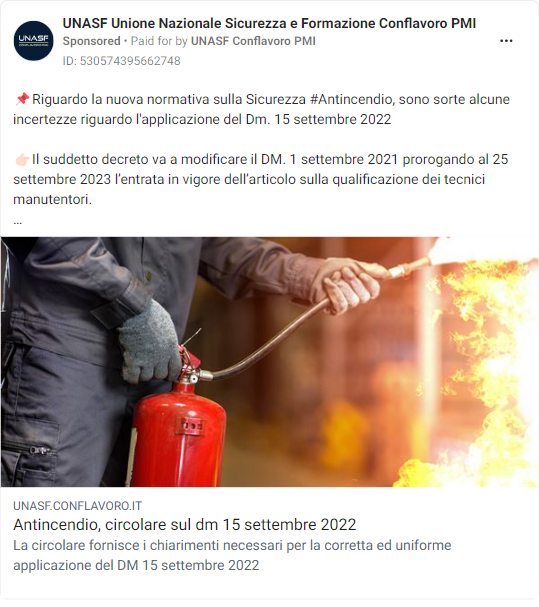 UNASF Unione Nazionale Sicurezza e Formazione Conflavoro PMI
Sponsored • Paid for by UNASF Conflavoro PMI
ID: 530574395662748
UNASF
📌Riguardo la nuova normativa sulla Sicurezza #Antincendio, sono sorte alcune
incertezze riguardo l'applicazione del Dm. 15 settembre 2022
👉🏻Il suddetto decreto va a modificare il DM. 1 settembre 2021 prorogando al 25
settembre 2023 l’entrata in vigore dell’articolo sulla qualificazione dei tecnici
manutentori.
...
UNASF.CONFLAVORO.IT
Antincendio, circolare sul dm 15 settembre 2022
La circolare fornisce i chiarimenti necessari per la corretta ed uniforme
applicazione del DM 15 settembre 2022